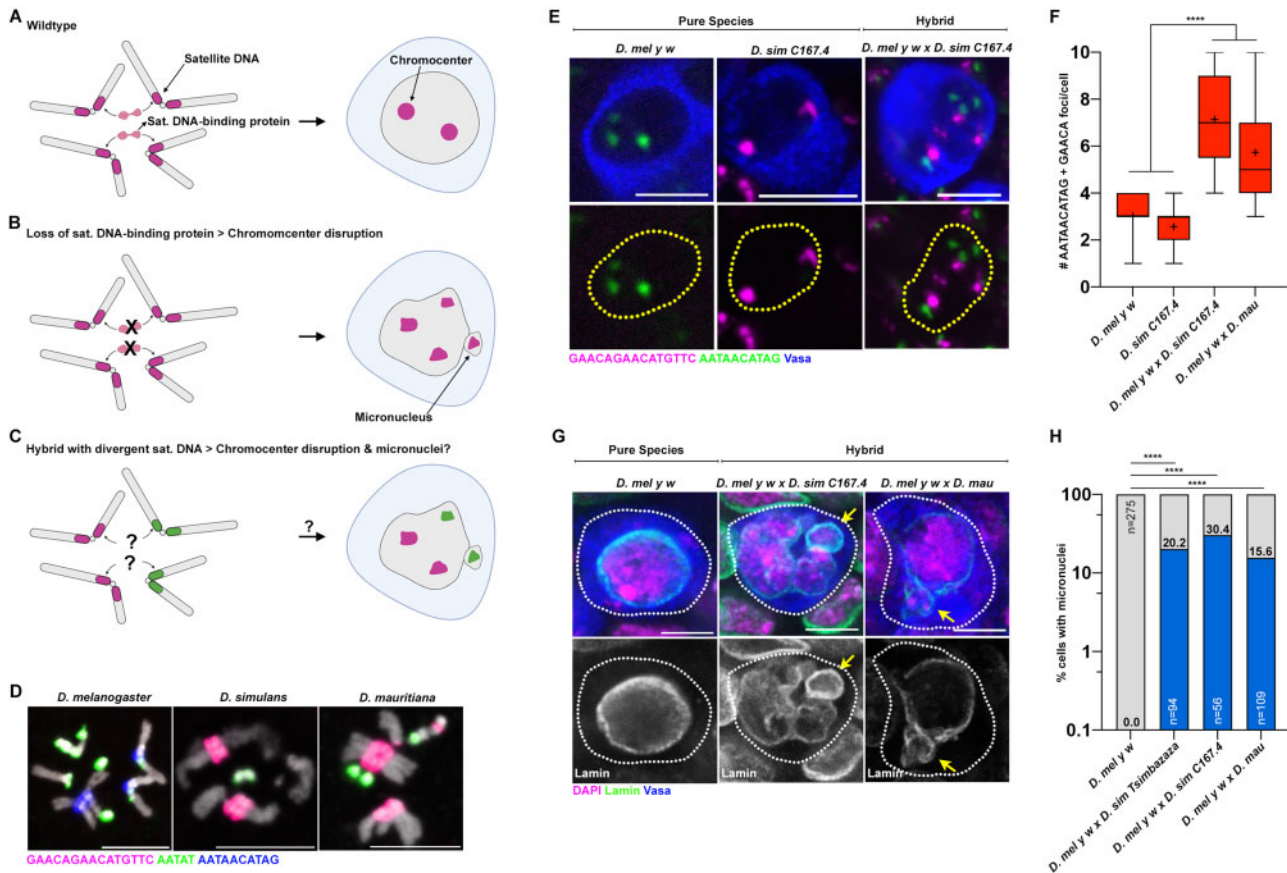 A
Wildtype
Satellite DNA
Sat. DNA-binding protein
Chromocenter
B
Loss of sat. DNA-binding protein > Chromomcenter disruption
X
X
Micronucleus
C
Hybrid with divergent sat. DNA > Chromocenter disruption & micronuclei?
?
?
?
D
D. melanogaster D. simulans D. mauritiana
GAACAGAACATGTTC AATAT AATAACATAG
E
Pure Species Hybrid
D. mel y w D. sim C167.4 D. mel y w x D. sim C167.4
GAACAGAACATGTTC AATAACATAG Vasa
F
****
# AATAACATAG + GAACA foci/cell
10
8
6
4
2
0
D. mel y w
D. sim C167.4
D. mel y w x D. sim C167.4
D. mel y w x D. mau
G
Pure Species Hybrid
D. mel y w D. mel y w x D. sim C167.4 D. mel y w x D. mau
Lamin Lamin Lamin
DAPI Lamin Vasa
H
****
****
****
% cells with micronuclei
100
10
1
0.1
n=275
0.0
20.2
n=94
30.4
n=56
15.6
n=109
D. mel y w
D. mel y w x D. sim Tsimbazaza
D. mel y w x D. sim C167.4
D. mel y w x D. mau